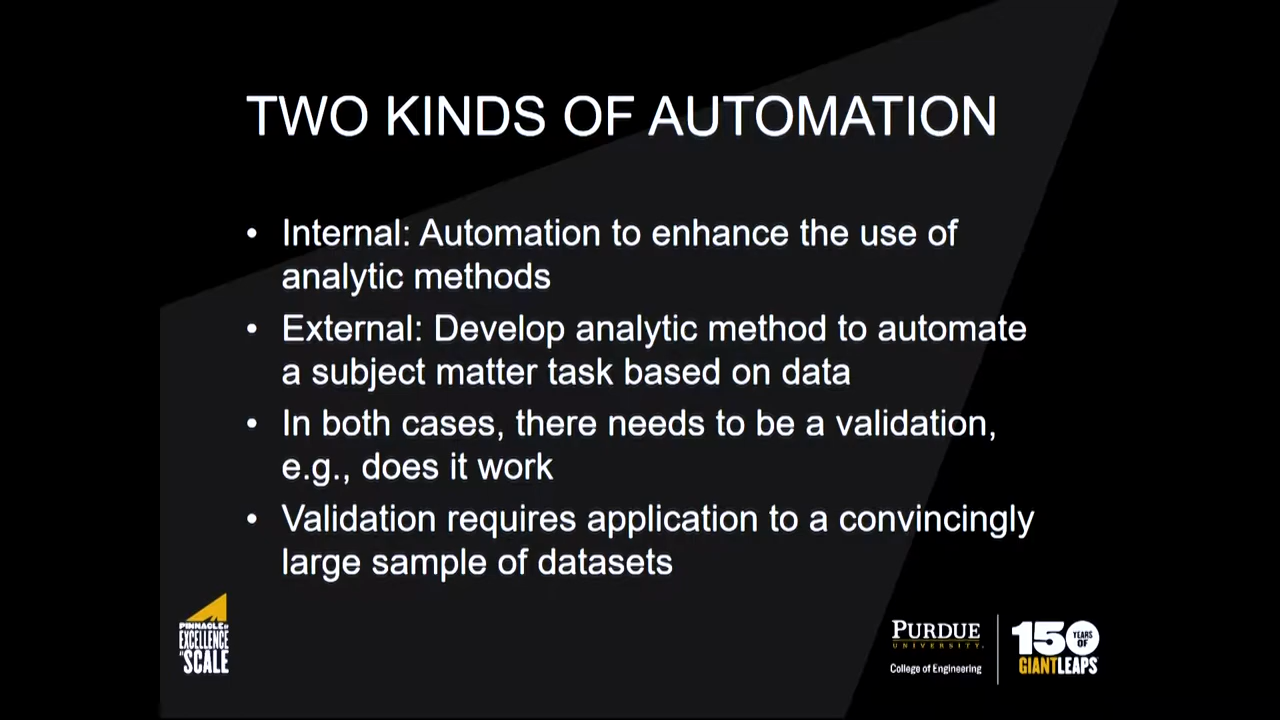 TWO KINDS OF AUTOMATION
• Internal: Automation to enhance the use of
analytic methods
• External: Develop analytic method to automate
a subject matter task based on data
• In both cases, there needs to be a validation,
e.g., does it work
• Validation requires application to a convincingly
large sample of datasets
PINNACLE of
EXCELLENCE
at SCALE
PURDUE
UNIVERSITY.
College of Engineering
150 YEARS OF
GIANT LEAPS